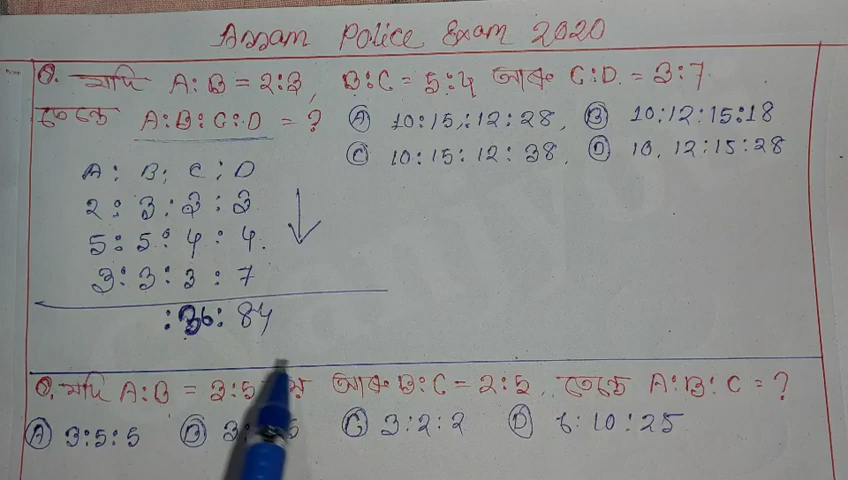 Assam Police Exam 2020
Q. যদি A:B = 2:3, B:C = 5:4 আৰু C:D = 3:7
তেন্তে A:B:C:D = ? Ⓐ 10:15:12:28, Ⓑ 10:12:15:18
Ⓒ 10:15:12:38, Ⓓ 10, 12:15:28
A: B: C: D
2: 3: 3: 3
5: 5: 4: 4.
3: 3: 3: 7
:36: 84
Q. যদি A:B = 3:5 আৰু B:C = 2:5, তেন্তে A:B:C = ?
Ⓐ 3:5:5 Ⓑ 3: 5 Ⓒ 3:2:2 Ⓓ 6:10:25